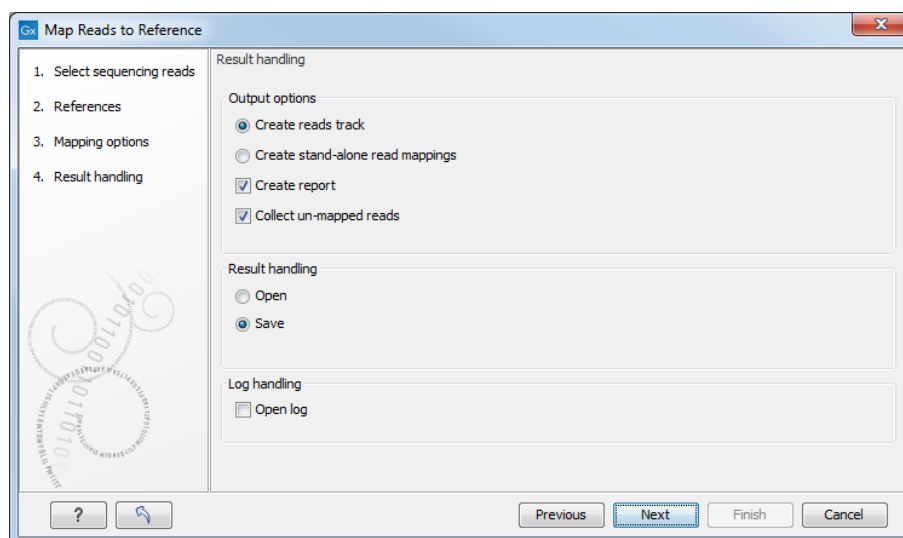 Gx Map Reads to Reference
1. Select sequencing reads
2. References
3. Mapping options
4. Result handling
Result handling
Output options
Create reads track
Create stand-alone read mappings
Create report
Collect un-mapped reads
Result handling
Open
Save
Log handling
Open log
?
Previous
Next
Finish
Cancel